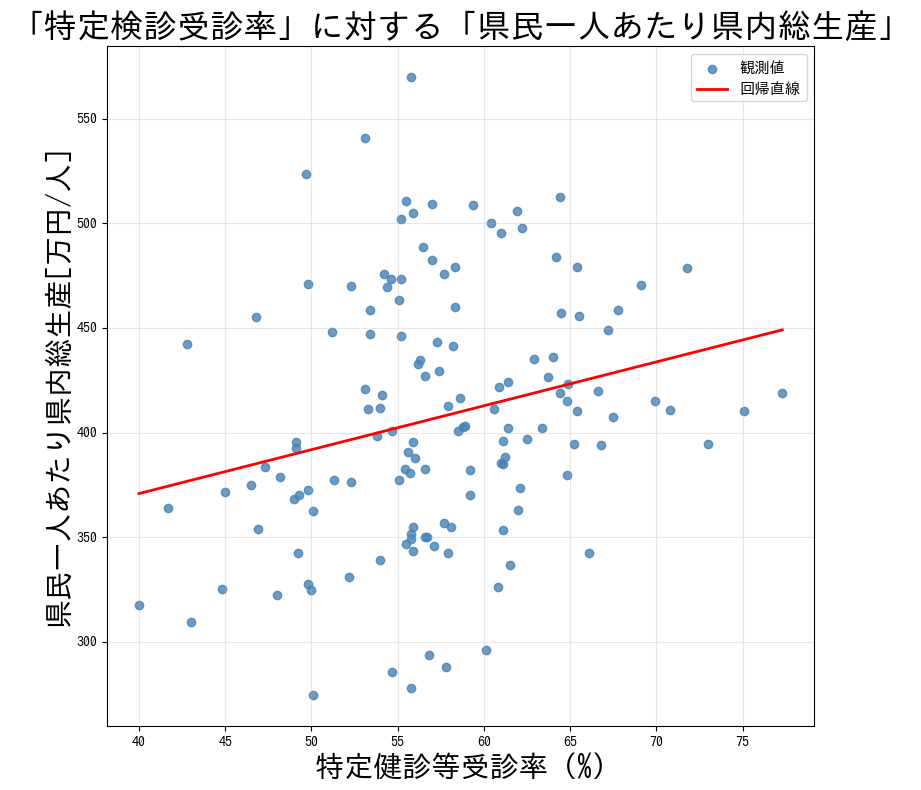 「特定検診受診率」に対する「県民一人あたり県内総生産」
観測値
回帰直線
県民一人あたり県内総生産[万円/人]
550
500
450
400
350
300
40 45 50 55 60 65 70 75
特定健診等受診率 (%)